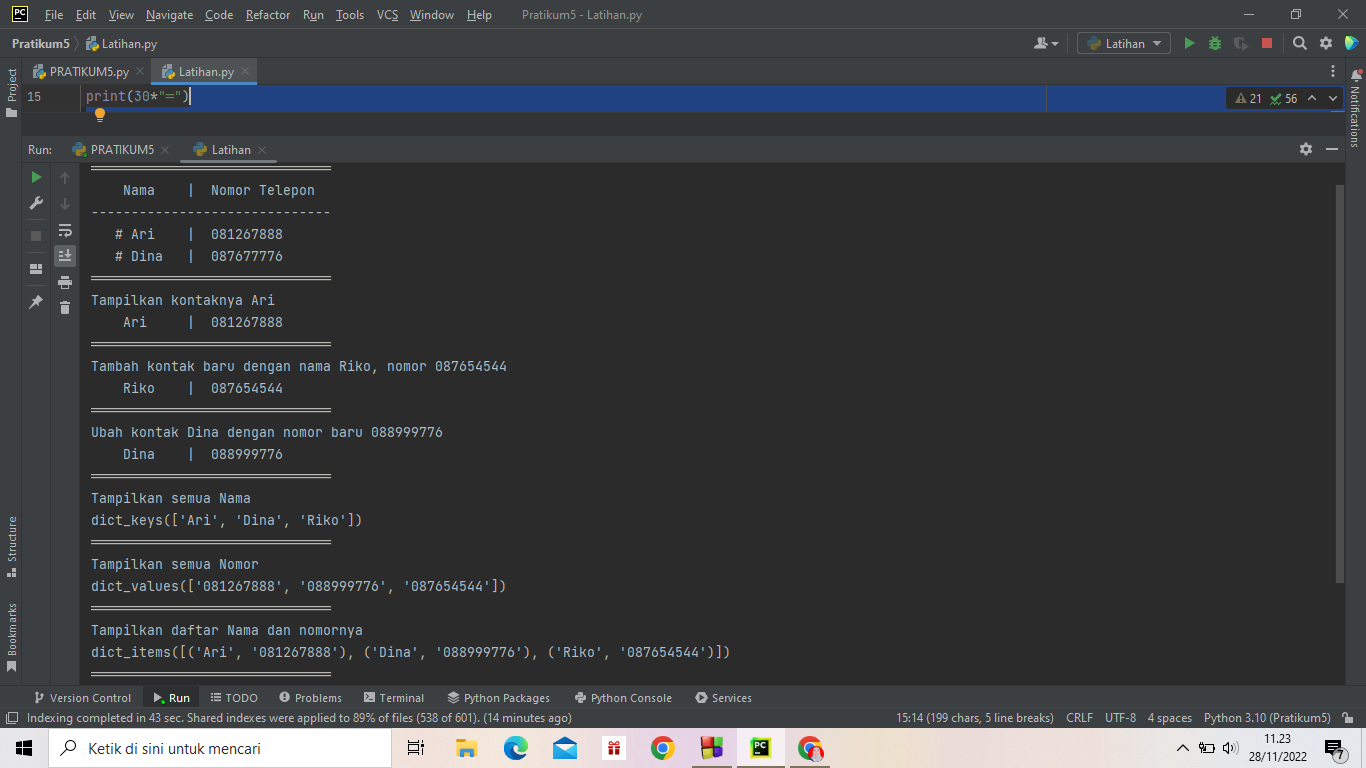 PC File Edit View Navigate Code Refactor Run Tools VCS Window Help Pratikum5 - Latihan.py
Pratikum5 Latihan.py Latihan
Project
PRATIKUM5.py Latihan.py
15 print(30*"=") 21 56
Notifications
Run: PRATIKUM5 Latihan
==============================
Nama | Nomor Telepon
------------------------------
# Ari | 081267888
# Dina | 087677776
==============================
Tampilkan kontaknya Ari
Ari | 081267888
==============================
Tambah kontak baru dengan nama Riko, nomor 087654544
Riko | 087654544
==============================
Ubah kontak Dina dengan nomor baru 088999776
Dina | 088999776
==============================
Tampilkan semua Nama
dict_keys(['Ari', 'Dina', 'Riko'])
==============================
Tampilkan semua Nomor
dict_values(['081267888', '088999776', '087654544'])
==============================
Tampilkan daftar Nama dan nomornya
dict_items([('Ari', '081267888'), ('Dina', '088999776'), ('Riko', '087654544')])
==============================
Structure
Bookmarks
Version Control Run TODO Problems Terminal Python Packages Python Console Services
Indexing completed in 43 sec. Shared indexes were applied to 89% of files (538 of 601). (14 minutes ago) 15:14 (199 chars, 5 line breaks) CRLF UTF-8 4 spaces Python 3.10 (Pratikum5)
Ketik di sini untuk mencari PC 11.23
28/11/2022 7